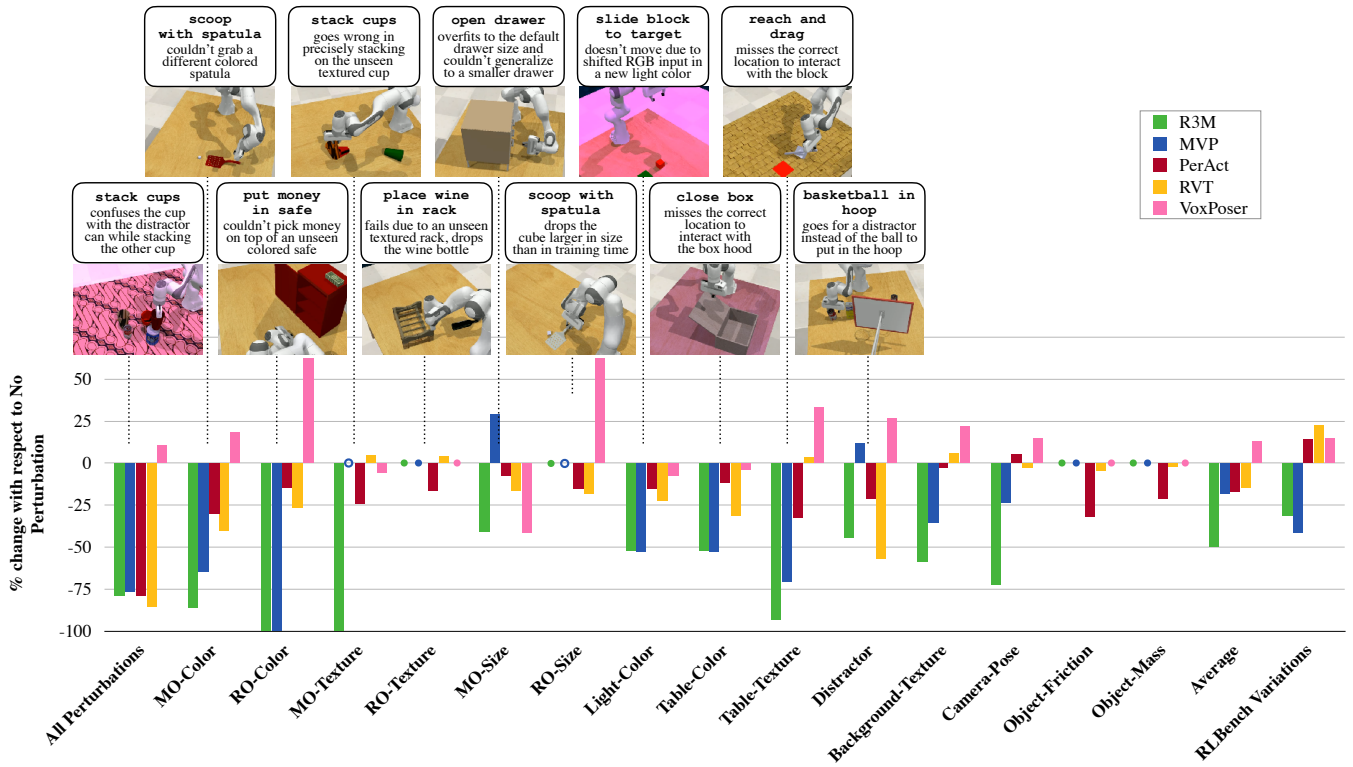 scoop
with spatula
couldn't grab a
different colored
spatula
stack cups
goes wrong in
precisely stacking
on the unseen
textured cup
open drawer
overfits to the default
drawer size and
couldn't generalize
to a smaller drawer
slide block
to target
doesn't move due to
shifted RGB input in
a new light color
reach and
drag
misses the correct
location to interact
with the block
R3M
MVP
PerAct
RVT
VoxPoser
stack cups
confuses the cup
with the distractor
can while stacking
the other cup
put money
in safe
couldn't pick money
on top of an unseen
colored safe
place wine
in rack
fails due to an unseen
textured rack, drops
the wine bottle
scoop with
spatula
drops the
cube larger in size
than in training time
close box
misses the correct
location to
interact with
the box hood
basketball in
hoop
goes for a distractor
instead of the ball to
put in the hoop
% change with respect to No
Perturbation
50
25
0
-25
-50
-75
-100
All Perturbations
MO-Color
RO-Color
MO-Texture
RO-Texture
MO-Size
RO-Size
Light-Color
Table-Color
Table-Texture
Distractor
Background-Texture
Camera-Pose
Object-Friction
Object-Mass
Average
RLBench Variations